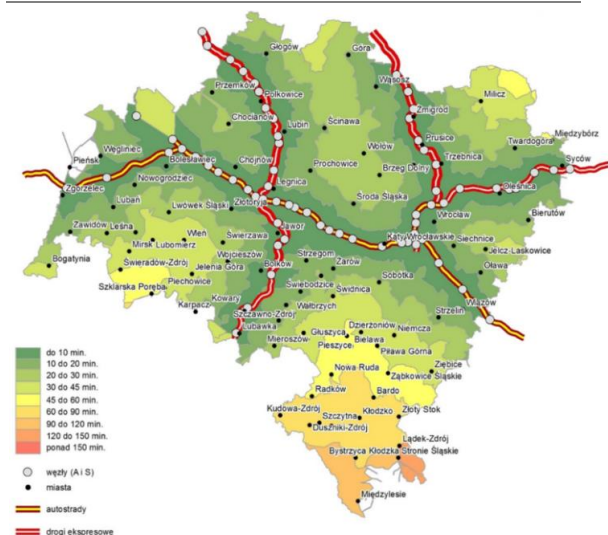 Głogów
Góra
Wąsosz
Przemków
Polkowice
Milicz
Żmigród
Chocianów
Lubin
Ścinawa
Prusice
Twardogóra
Międzybórz
Węgliniec
Pieńsk
Bolesławiec
Chojnów
Prochowice
Wołów
Brzeg Dolny
Trzebnica
Syców
Nowogrodziec
Legnica
Oleśnica
Zgorzelec
Lubań
Lwówek Śląski
Złotoryja
Środa Śląska
Wrocław
Bierutów
Zawidów
Leśna
Wleń
Świerzawa
Jawor
Kąty Wrocławskie
Siechnice
Mirsk
Lubomierz
Wojcieszów
Strzegom
Żarów
Jelcz-Laskowice
Bogatynia
Świeradów-Zdrój
Jelenia Góra
Bolków
Sobótka
Oława
Szklarska Poręba
Piechowice
Świebodzice
Świdnica
Kowary
Karpacz
Wałbrzych
Strzelin
Wiązów
Szczawno-Zdrój
Lubawka
Głuszyca
Dzierżoniów
Niemcza
Mieroszów
Pieszyce
Bielawa
Piława Górna
Ziębice
Nowa Ruda
Ząbkowice Śląskie
Radków
Bardo
Kudowa-Zdrój
Szczytna
Kłodzko
Złoty Stok
Duszniki-Zdrój
Lądek-Zdrój
Bystrzyca Kłodzka
Stronie Śląskie
Międzylesie
do 10 min.
10 do 20 min.
20 do 30 min.
30 do 45 min.
45 do 60 min.
60 do 90 min.
90 do 120 min.
120 do 150 min.
ponad 150 min.
węzły (A i S)
miasta
autostrady
drogi ekspresowe